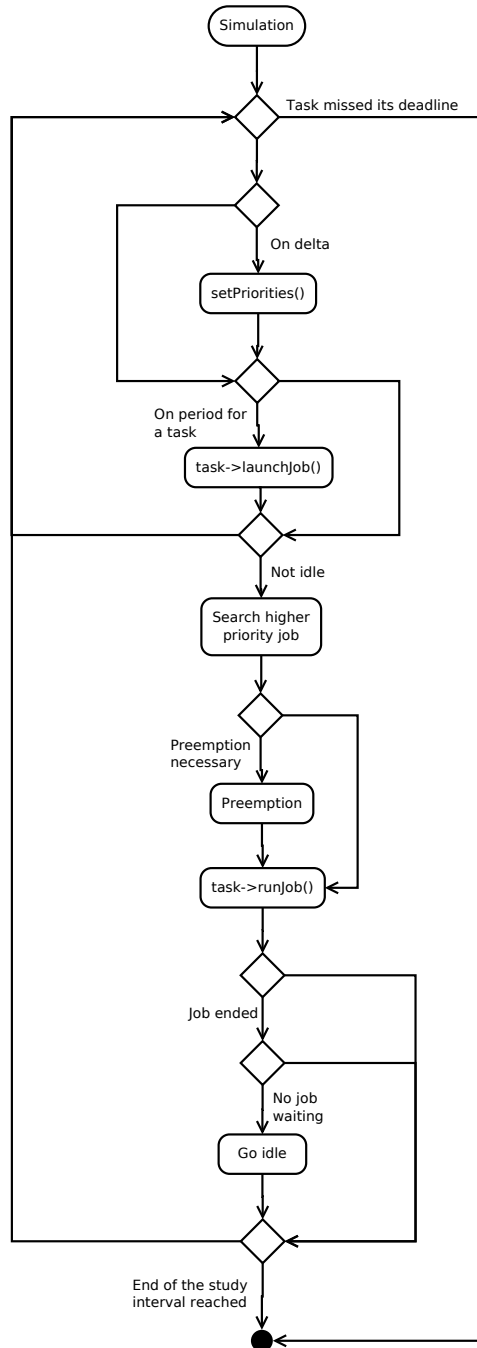 Simulation
Task missed its deadline
On delta
setPriorities()
On period for
a task
task->launchJob()
Not idle
Search higher
priority job
Preemption
necessary
Preemption
task->runJob()
Job ended
No job
waiting
Go idle
End of the study
interval reached